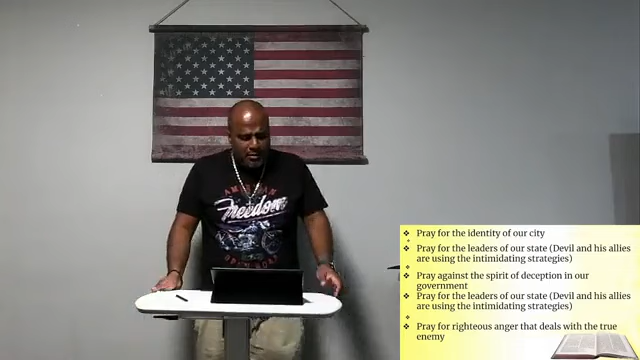 AMERICAN
Freedom
OPEN ROAD
Pray for the identity of our city
Pray for the leaders of our state (Devil and his allies
are using the intimidating strategies)
Pray against the spirit of deception in our
government
Pray for the leaders of our state (Devil and his allies
are using the intimidating strategies)
Pray for righteous anger that deals with the true
enemy